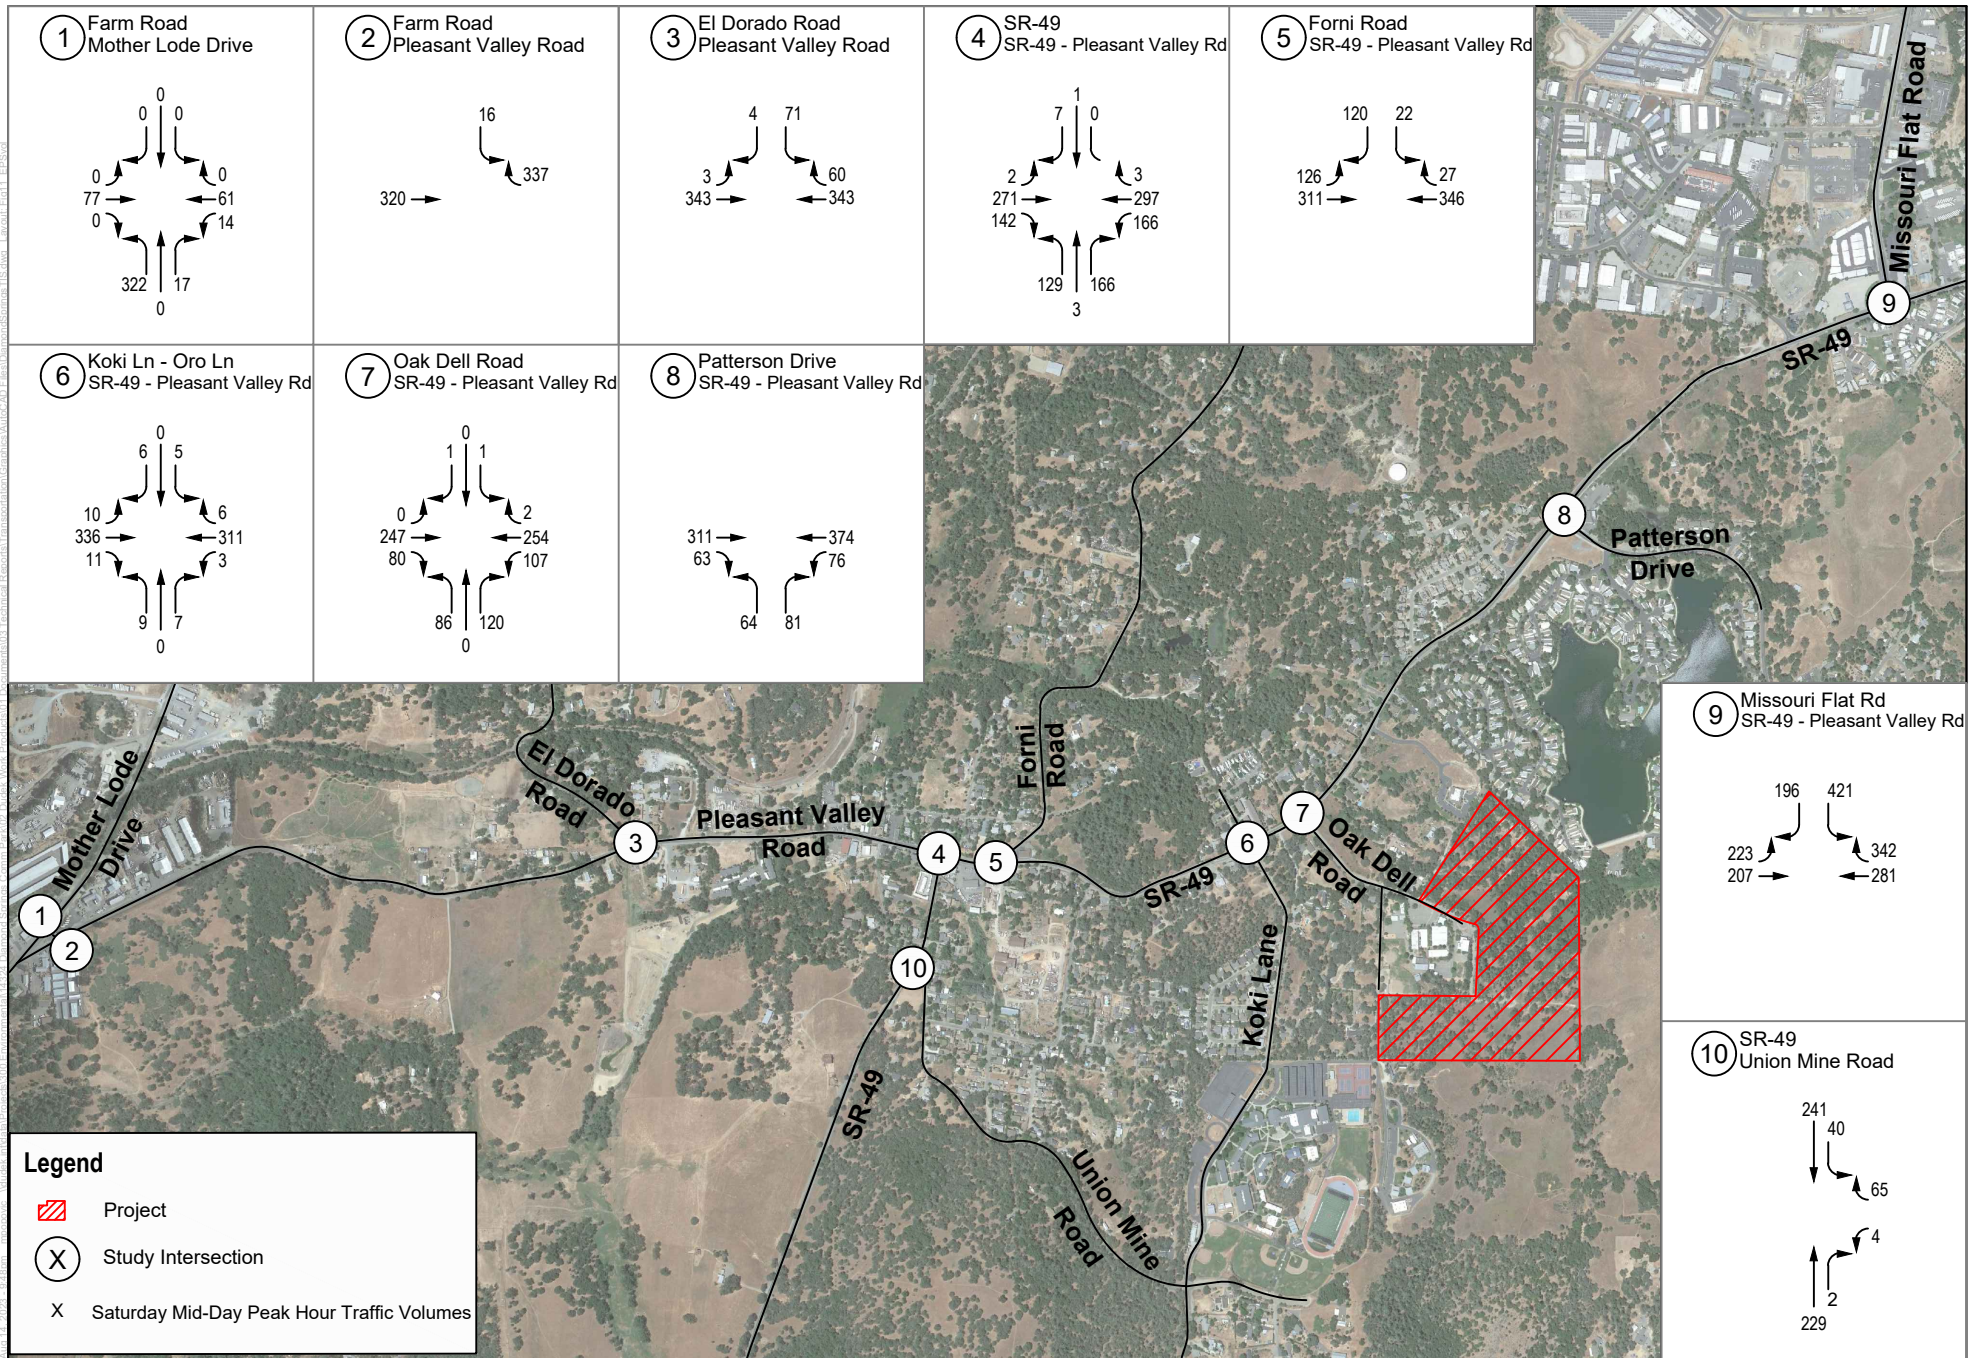 1
Farm Road
Mother Lode Drive
0
0 0
0 0
77 61
0 14
322 17
0
2
Farm Road
Pleasant Valley Road
16
337
320
3
El Dorado Road
Pleasant Valley Road
4 71
3 60
343 343
4
SR-49
SR-49 - Pleasant Valley Rd
1
7 0
2 3
271 297
142 166
129 166
3
5
Forni Road
SR-49 - Pleasant Valley Rd
120 22
126 27
311 346
6
Koki Ln - Oro Ln
SR-49 - Pleasant Valley Rd
0
6 5
10 6
336 311
11 3
9 7
0
7
Oak Dell Road
SR-49 - Pleasant Valley Rd
0
1 1
0 2
247 254
80 107
86 120
0
8
Patterson Drive
SR-49 - Pleasant Valley Rd
311 374
63 76
64 81
9
Missouri Flat Rd
SR-49 - Pleasant Valley Rd
196 421
223 342
207 281
10
SR-49
Union Mine Road
241
40
65
4
2
229
Missouri Flat Road
9
SR-49
8
Patterson
Drive
Forni
Road
7
6
Oak Dell
Road
SR-49
Koki Lane
El Dorado
Road
3
Pleasant Valley
Road
4
5
10
Mother Lode
Drive
1
2
SR-49
Union Mine
Road
Legend
Project
X Study Intersection
X Saturday Mid-Day Peak Hour Traffic Volumes